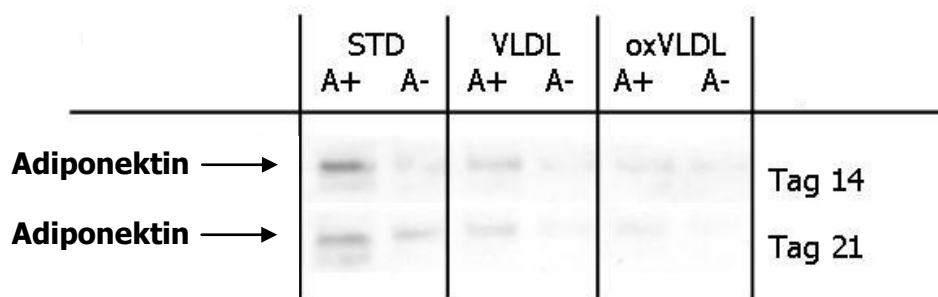 STD VLDL oxVLDL
A+ A- A+ A- A+ A-
Adiponektin Tag 14
Adiponektin Tag 21